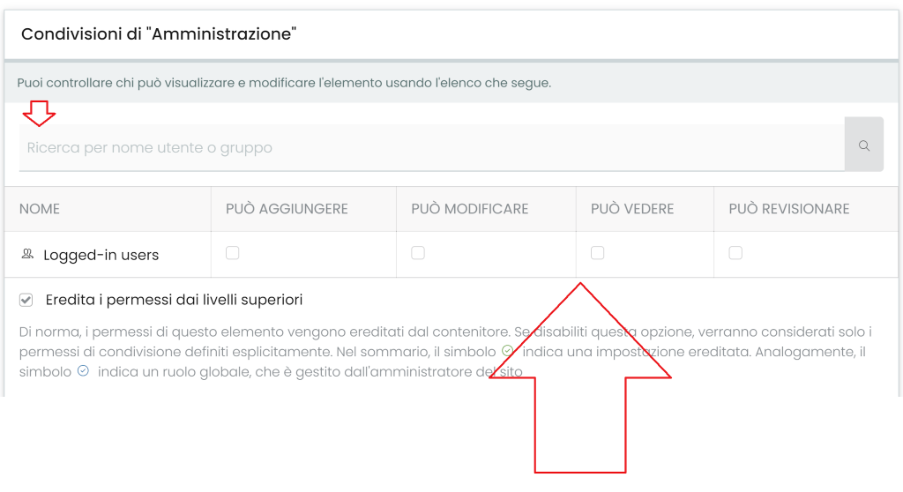 Condivisioni di "Amministrazione"
Puoi controllare chi può visualizzare e modificare l'elemento usando l'elenco che segue.
Ricerca per nome utente o gruppo
NOME PUÒ AGGIUNGERE PUÒ MODIFICARE PUÒ VEDERE PUÒ REVISIONARE
Logged-in users
Eredita i permessi dai livelli superiori
Di norma, i permessi di questo elemento vengono ereditati dal contenitore. Se disabiliti questa opzione, verranno considerati solo i
permessi di condivisione definiti esplicitamente. Nel sommario, il simbolo indica una impostazione ereditata. Analogamente, il
simbolo indica un ruolo globale, che è gestito dall'amministratore del sito